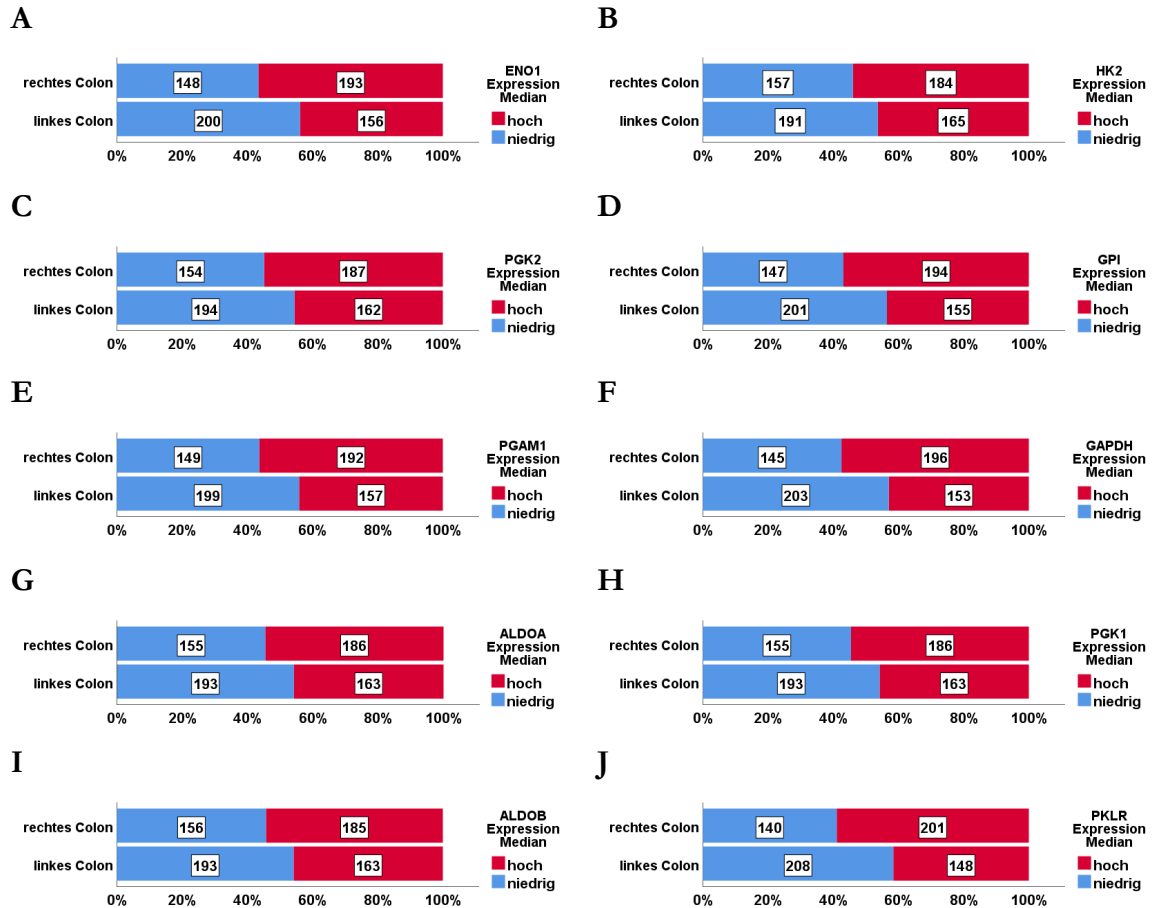 A
rechtes Colon 148 193
linkes Colon 200 156
0% 20% 40% 60% 80% 100%
ENO1
Expression
Median
hoch
niedrig
B
rechtes Colon 157 184
linkes Colon 191 165
0% 20% 40% 60% 80% 100%
HK2
Expression
Median
hoch
niedrig
C
rechtes Colon 154 187
linkes Colon 194 162
0% 20% 40% 60% 80% 100%
PGK2
Expression
Median
hoch
niedrig
D
rechtes Colon 147 194
linkes Colon 201 155
0% 20% 40% 60% 80% 100%
GPI
Expression
Median
hoch
niedrig
E
rechtes Colon 149 192
linkes Colon 199 157
0% 20% 40% 60% 80% 100%
PGAM1
Expression
Median
hoch
niedrig
F
rechtes Colon 145 196
linkes Colon 203 153
0% 20% 40% 60% 80% 100%
GAPDH
Expression
Median
hoch
niedrig
G
rechtes Colon 155 186
linkes Colon 193 163
0% 20% 40% 60% 80% 100%
ALDOA
Expression
Median
hoch
niedrig
H
rechtes Colon 155 186
linkes Colon 193 163
0% 20% 40% 60% 80% 100%
PGK1
Expression
Median
hoch
niedrig
I
rechtes Colon 156 185
linkes Colon 193 163
0% 20% 40% 60% 80% 100%
ALDOB
Expression
Median
hoch
niedrig
J
rechtes Colon 140 201
linkes Colon 208 148
0% 20% 40% 60% 80% 100%
PKLR
Expression
Median
hoch
niedrig